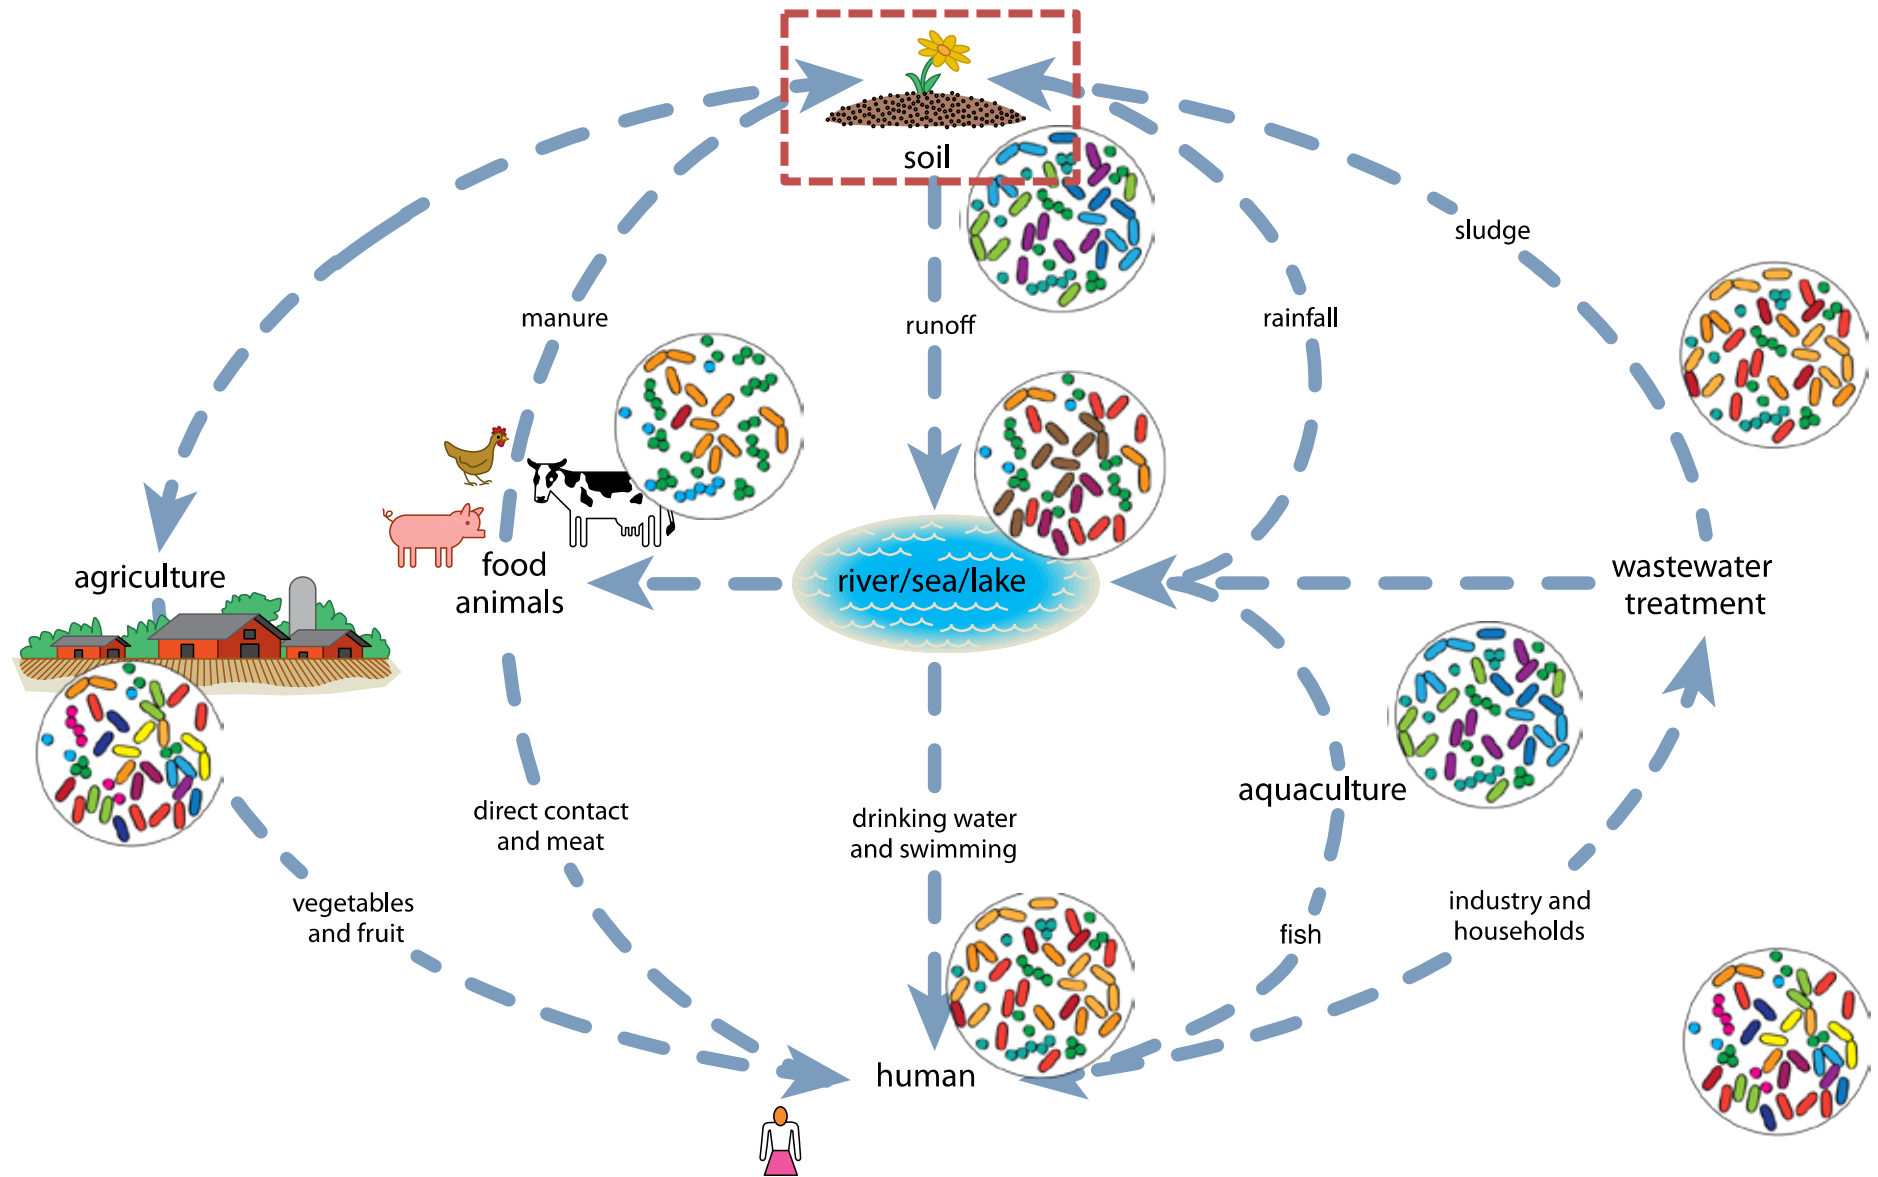 soil
sludge
manure
runoff
rainfall
agriculture
food
animals
river/sea/lake
wastewater
treatment
aquaculture
direct contact
and meat
drinking water
and swimming
vegetables
and fruit
fish
industry and
households
human